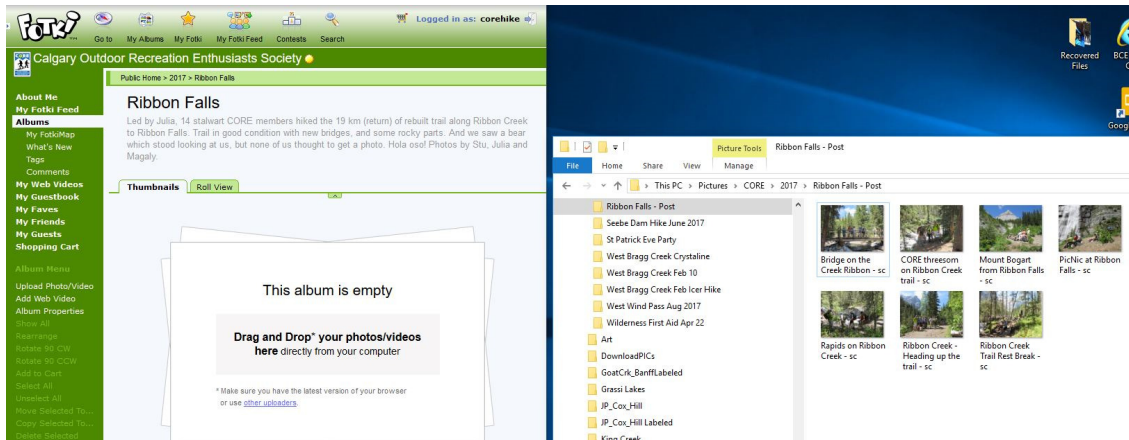 FOTKI
Go to
My Albums
My Fotki
My Fotki Feed
Contests
Search
Logged in as: corehike
Calgary Outdoor Recreation Enthusiasts Society
Public Home > 2017 > Ribbon Falls
About Me
My Fotki Feed
Albums
My FotkiMap
What's New
Tags
Comments
My Web Videos
My Guestbook
My Faves
My Friends
My Guests
Shopping Cart
Album Menu
Upload Photo/Video
Add Web Video
Album Properties
Show All
Rearrange
Rotate 90 CW
Rotate 90 CCW
Add to Cart
Select All
Unselect All
Move Selected To...
Copy Selected To...
Delete Selected
Ribbon Falls
Led by Julia, 14 stalwart CORE members hiked the 19 km (return) of rebuilt trail along Ribbon Creek
to Ribbon Falls. Trail in good condition with new bridges, and some rocky parts. And we saw a bear
which stood looking at us, but none of us thought to get a photo. Hola oso! Photos by Stu, Julia and
Magaly.
Thumbnails
Roll View
This album is empty
Drag and Drop* your photos/videos
here directly from your computer
* Make sure you have the latest version of your browser
or use other uploaders.
Recovered
Files
BCE
Goog
Picture Tools
Ribbon Falls - Post
File
Home
Share
View
Manage
This PC > Pictures > CORE > 2017 > Ribbon Falls - Post
Ribbon Falls - Post
Seebe Dam Hike June 2017
St Patrick Eve Party
West Bragg Creek Crystaline
West Bragg Creek Feb 10
West Bragg Creek Feb Icer Hike
West Wind Pass Aug 2017
Wilderness First Aid Apr 22
Art
DownloadPICs
GoatCrk_BanffLabeled
Grassi Lakes
JP_Cox_Hill
JP_Cox_Hill Labeled
King Creek
Bridge on the
Creek Ribbon - sc
CORE threesom
on Ribbon Creek
trail - sc
Mount Bogart
from Ribbon Falls
- sc
PicNic at Ribbon
Falls - sc
Rapids on Ribbon
Creek - sc
Ribbon Creek -
Heading up the
trail - sc
Ribbon Creek
Trail Rest Break -
sc